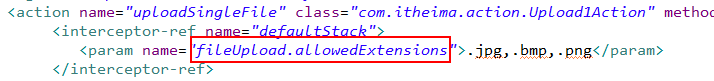 <action name="uploadSingleFile" class="com.itheima.action.Upload1Action" method
<interceptor-ref name="defaultStack">
<param name="fileUpload.allowedExtensions">.jpg,.bmp,.png</param>
</interceptor-ref>